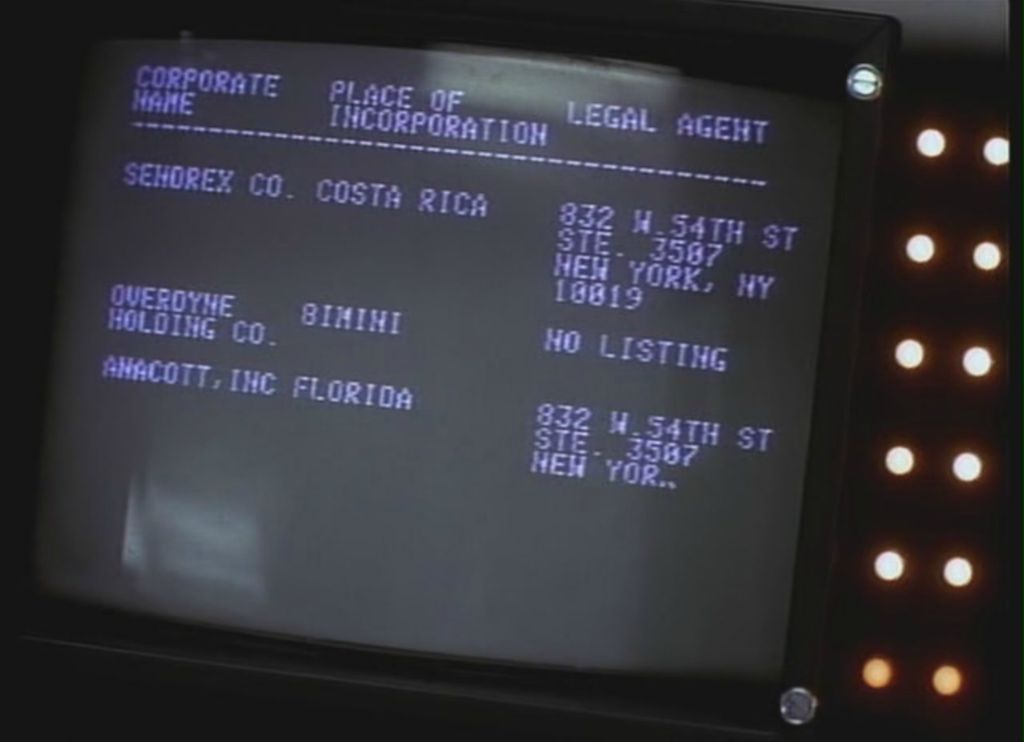 CORPORATE NAME
PLACE OF INCORPORATION
LEGAL AGENT
--------------------------------------------------
SENOREX CO. COSTA RICA
832 W.54TH ST
STE. 3507
NEW YORK, NY
10019
OVERDYNE
HOLDING CO.
BIMINI
NO LISTING
ANACOTT,INC FLORIDA
832 W.54TH ST
STE. 3507
NEW YOR..